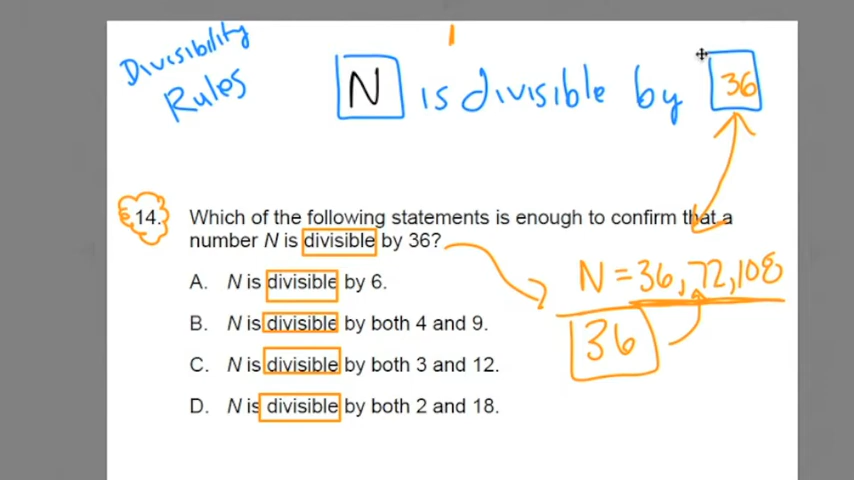 Divisibility
Rules
N is divisible by 36
14. Which of the following statements is enough to confirm that a
number N is divisible by 36?
A. N is divisible by 6.
B. N is divisible by both 4 and 9.
C. N is divisible by both 3 and 12.
D. N is divisible by both 2 and 18.
N = 36, 72, 108
36